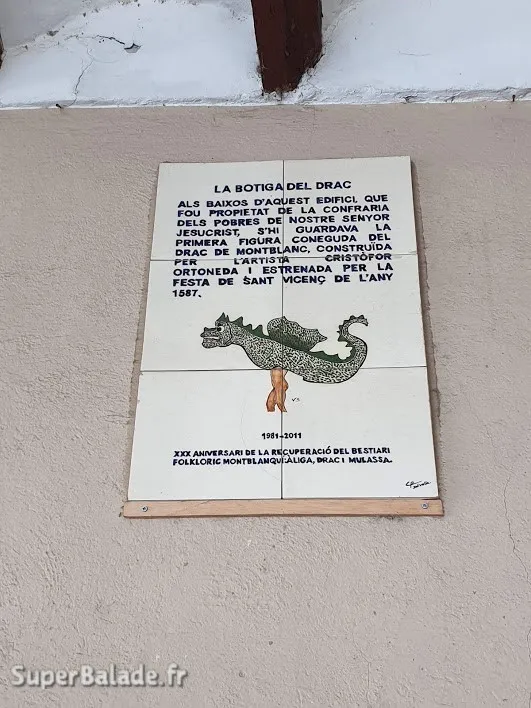 LA BOTIGA DEL DRAC
ALS BAIXOS D'AQUEST EDIFICI, QUE
FOU PROPIETAT DE LA CONFRARIA
DELS POBRES DE NOSTRE SENYOR
JESUCRIST, S'HI GUARDAVA LA
PRIMERA FIGURA CONEGUDA DEL
DRAC DE MONTBLANC, CONSTRUÏDA
PER L'ARTISTA CRISTÒFOR
ORTONEDA I ESTRENADA PER LA
FESTA DE SANT VICENÇ DE L'ANY
1587.
1981-2011
XXX ANIVERSARI DE LA RECUPERACIÓ DEL BESTIARI
FOLKLORIC MONTBLANQUÍ: ÀLIGA, DRAC I MULASSA.
SuperBalade.fr